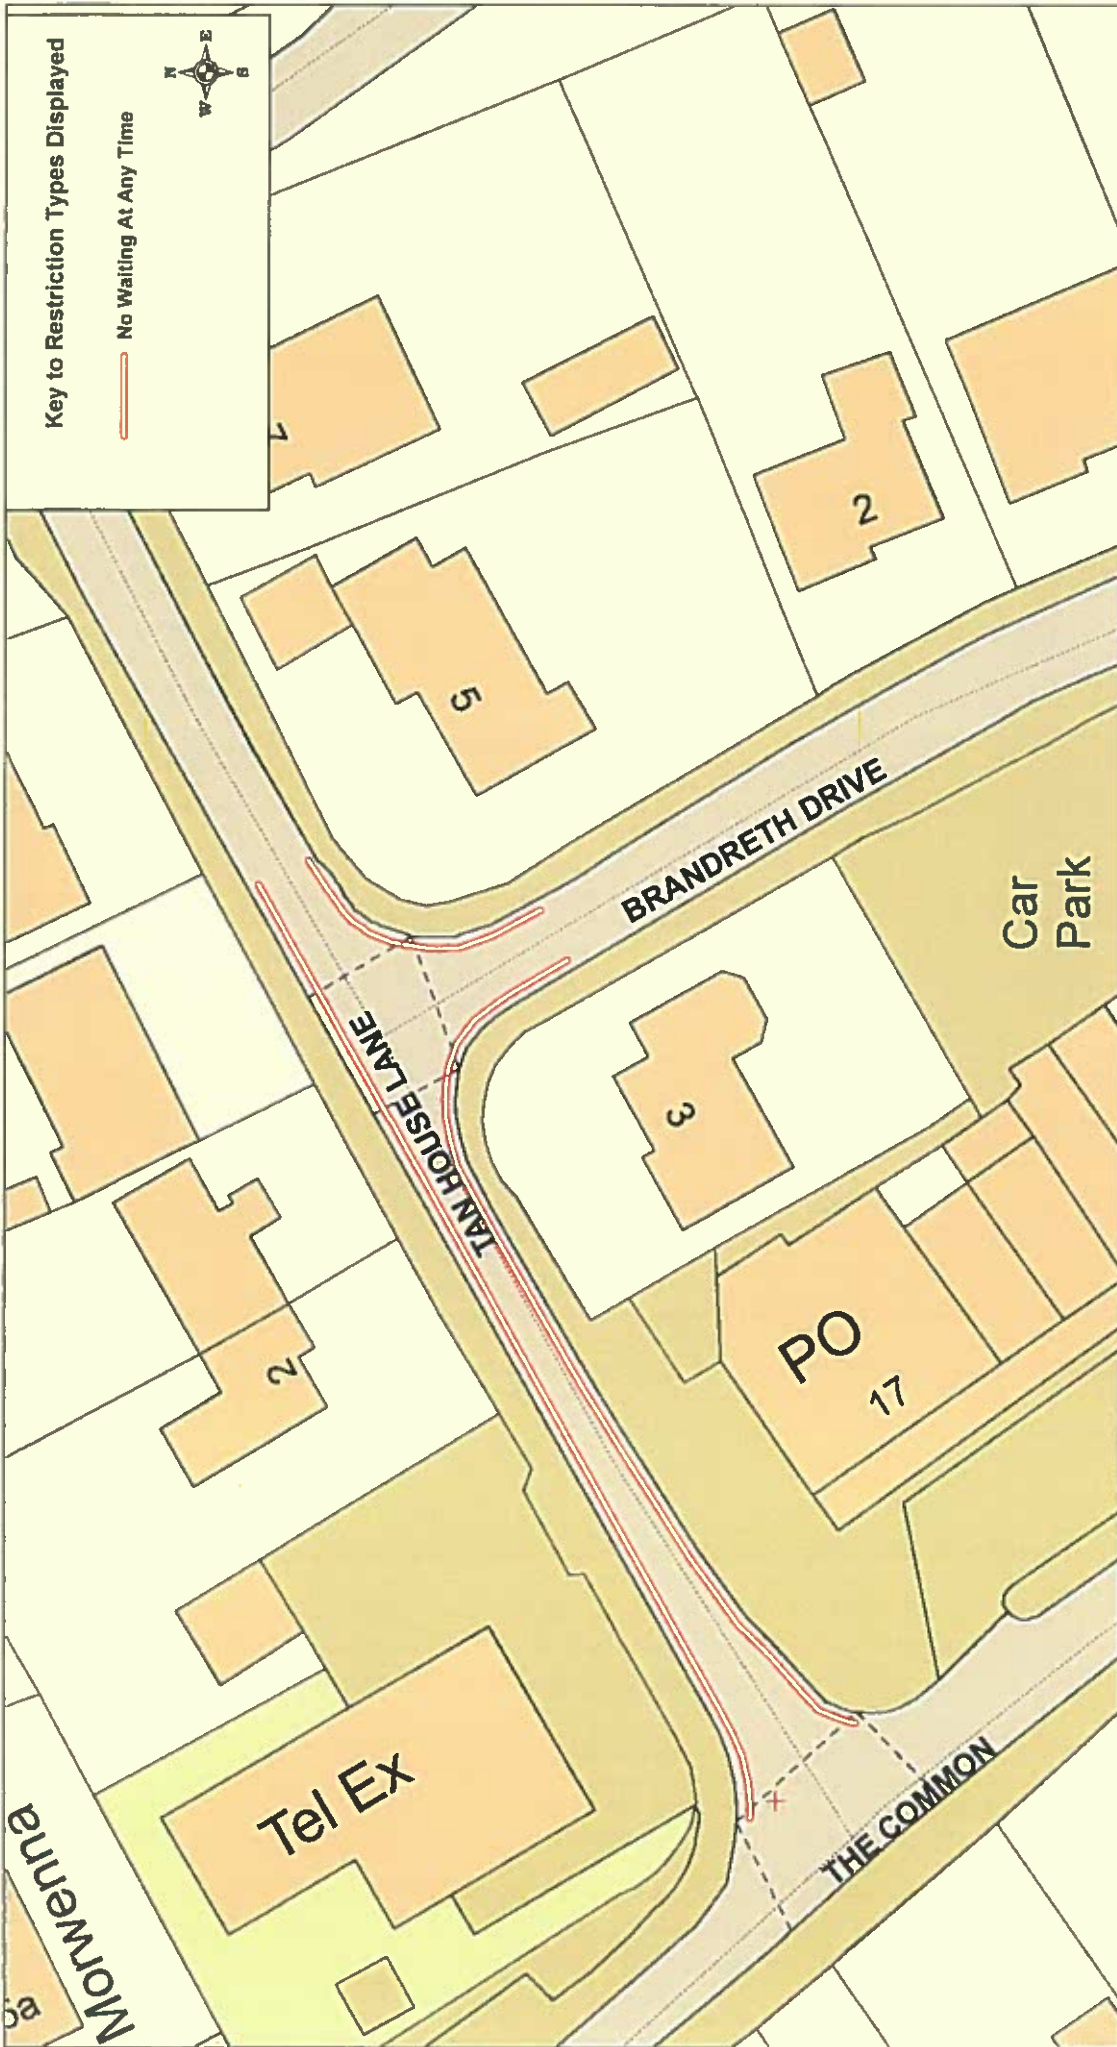 Key to Restriction Types Displayed
No Waiting At Any Time
N
E
S
W
7
5
2
BRANDRETH DRIVE
Car
Park
TAN HOUSE LANE
3
2
PO
17
Tel Ex
THE COMMON
Morwenna